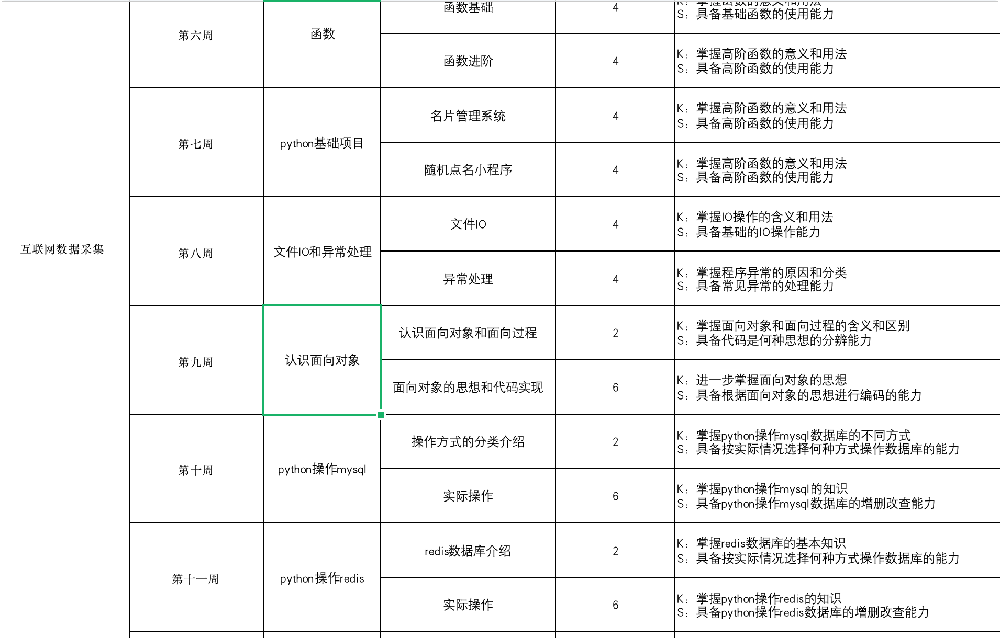 互联网数据采集
第六周
函数
函数基础
4
K：掌握函数的意义和用法
S：具备基础函数的使用能力
函数进阶
4
K：掌握高阶函数的意义和用法
S：具备高阶函数的使用能力
第七周
python基础项目
名片管理系统
4
K：掌握高阶函数的意义和用法
S：具备高阶函数的使用能力
随机点名小程序
4
K：掌握高阶函数的意义和用法
S：具备高阶函数的使用能力
第八周
文件IO和异常处理
文件IO
4
K：掌握IO操作的含义和用法
S：具备基础的IO操作能力
异常处理
4
K：掌握程序异常的原因和分类
S：具备常见异常的处理能力
第九周
认识面向对象
认识面向对象和面向过程
2
K：掌握面向对象和面向过程的含义和区别
S：具备代码是何种思想的分辨能力
面向对象的思想和代码实现
6
K：进一步掌握面向对象的思想
S：具备根据面向对象的思想进行编码的能力
第十周
python操作mysql
操作方式的分类介绍
2
K：掌握python操作mysql数据库的不同方式
S：具备按实际情况选择何种方式操作数据库的能力
实际操作
6
K：掌握python操作mysql的知识
S：具备python操作mysql数据库的增删改查能力
第十一周
python操作redis
redis数据库介绍
2
K：掌握redis数据库的基本知识
S：具备按实际情况选择何种方式操作数据库的能力
实际操作
6
K：掌握python操作redis的知识
S：具备python操作redis数据库的增删改查能力